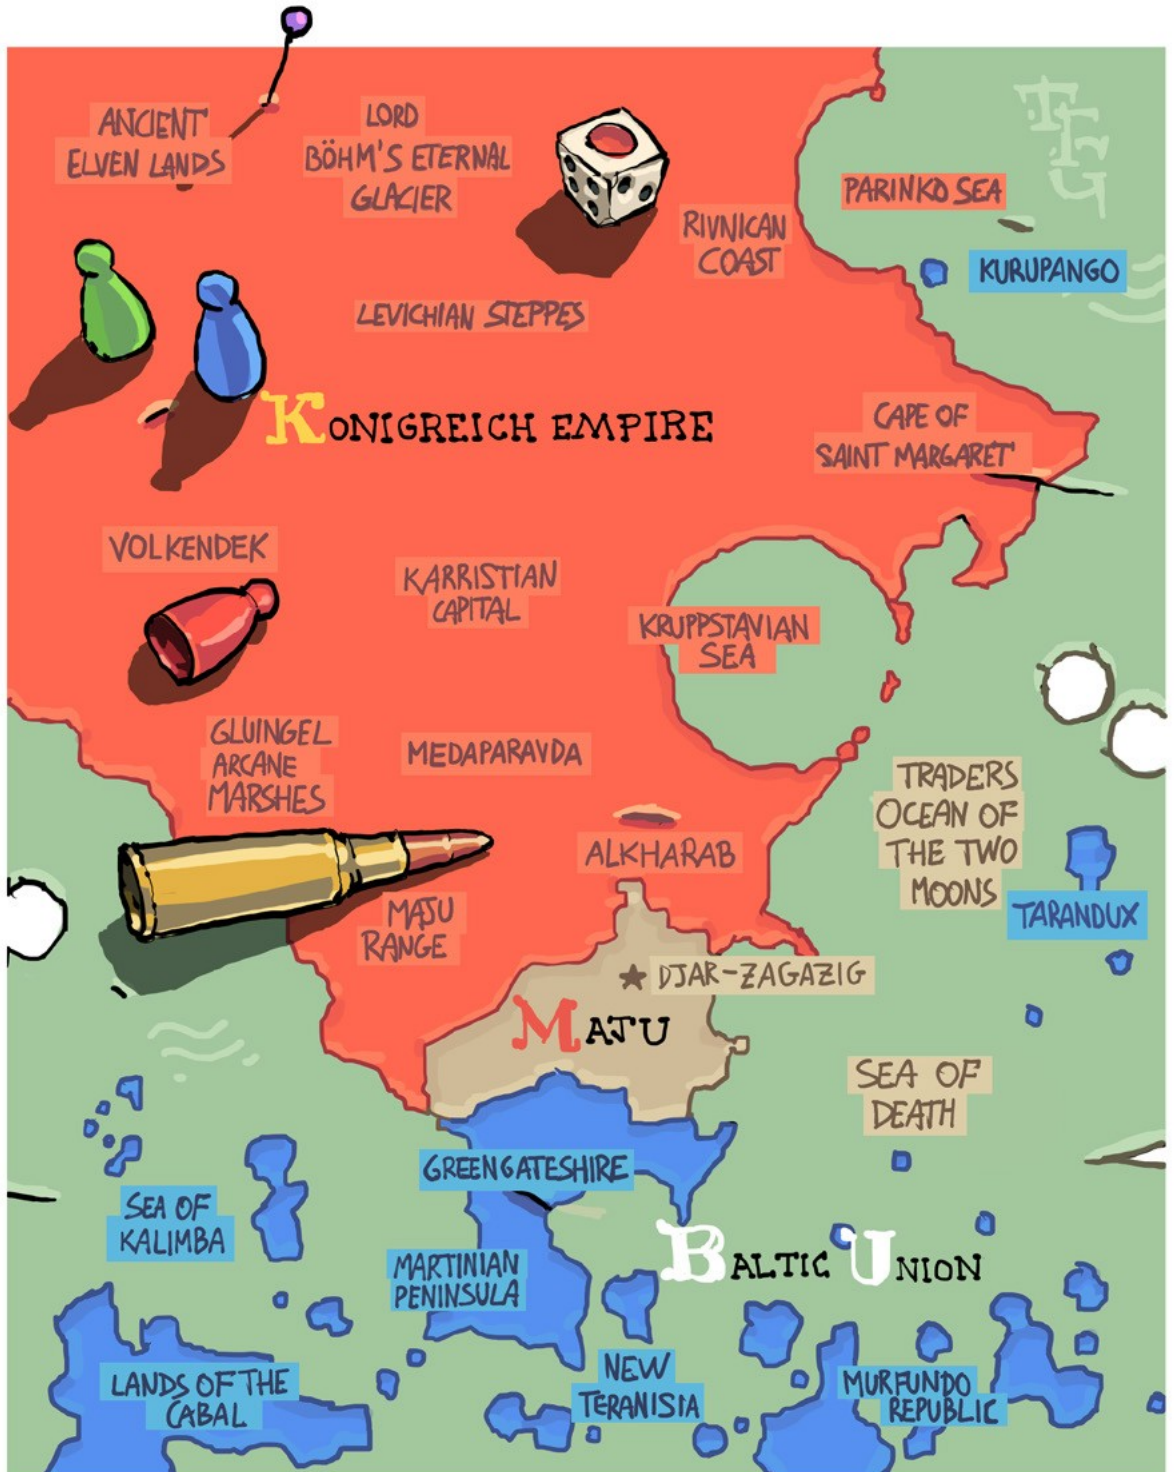 ANCIENT
ELVEN LANDS
LORD
BÖHM'S ETERNAL
GLACIER
TFG
PARINKO SEA
RIVNICAN
COAST
KURUPANGO
LEVICHIAN STEPPES
KONIGREICH EMPIRE
CAPE OF
SAINT MARGARET
VOLKENDEK
KARRISTIAN
CAPITAL
KRUPPSTAVIAN
SEA
GLUINGEL
ARCANE
MARSHES
MEDAPARAVDA
TRADERS
OCEAN OF
THE TWO
MOONS
ALKHARAB
TARANDUX
MAJU
RANGE
DJAR-ZAGAZIG
MAJU
SEA OF
DEATH
GREENGATESHIRE
SEA OF
KALIMBA
BALTIC UNION
MARTINIAN
PENINSULA
LANDS OF THE
CABAL
NEW
TERANISIA
MURFUNDO
REPUBLIC